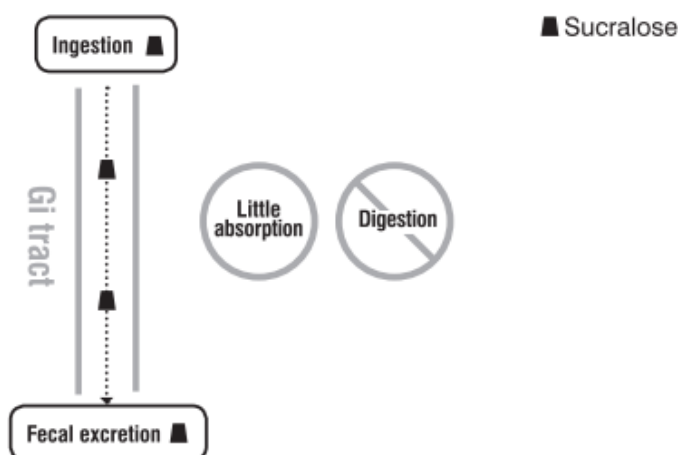 Ingestion
Sucralose
Gi tract
Little
absorption
Digestion
Fecal excretion